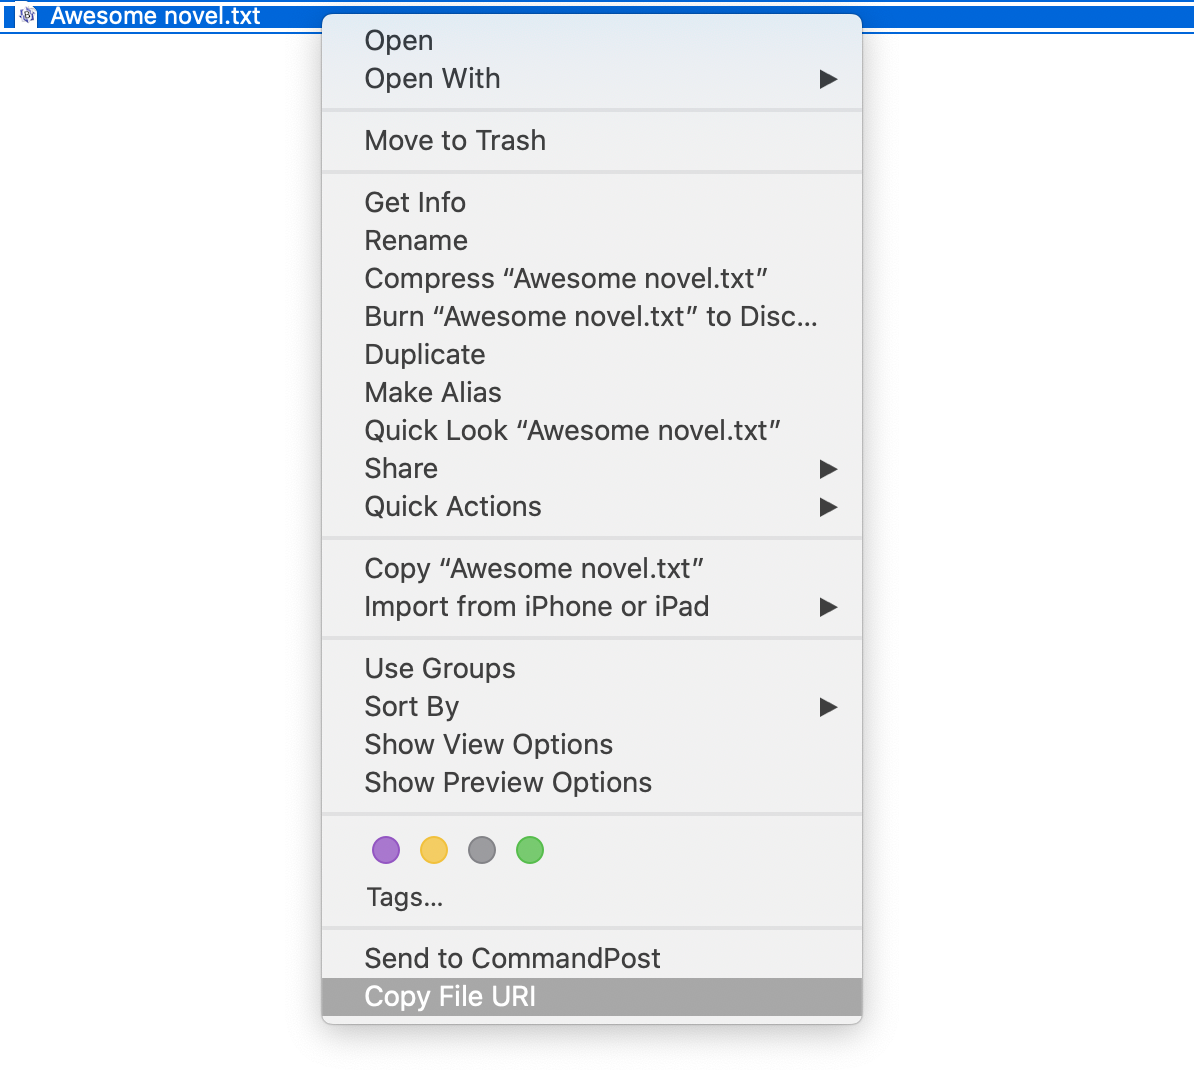 Awesome novel.txt
Open
Open With
Move to Trash
Get Info
Rename
Compress “Awesome novel.txt”
Burn “Awesome novel.txt” to Disc...
Duplicate
Make Alias
Quick Look “Awesome novel.txt”
Share
Quick Actions
Copy “Awesome novel.txt”
Import from iPhone or iPad
Use Groups
Sort By
Show View Options
Show Preview Options
Tags...
Send to CommandPost
Copy File URI